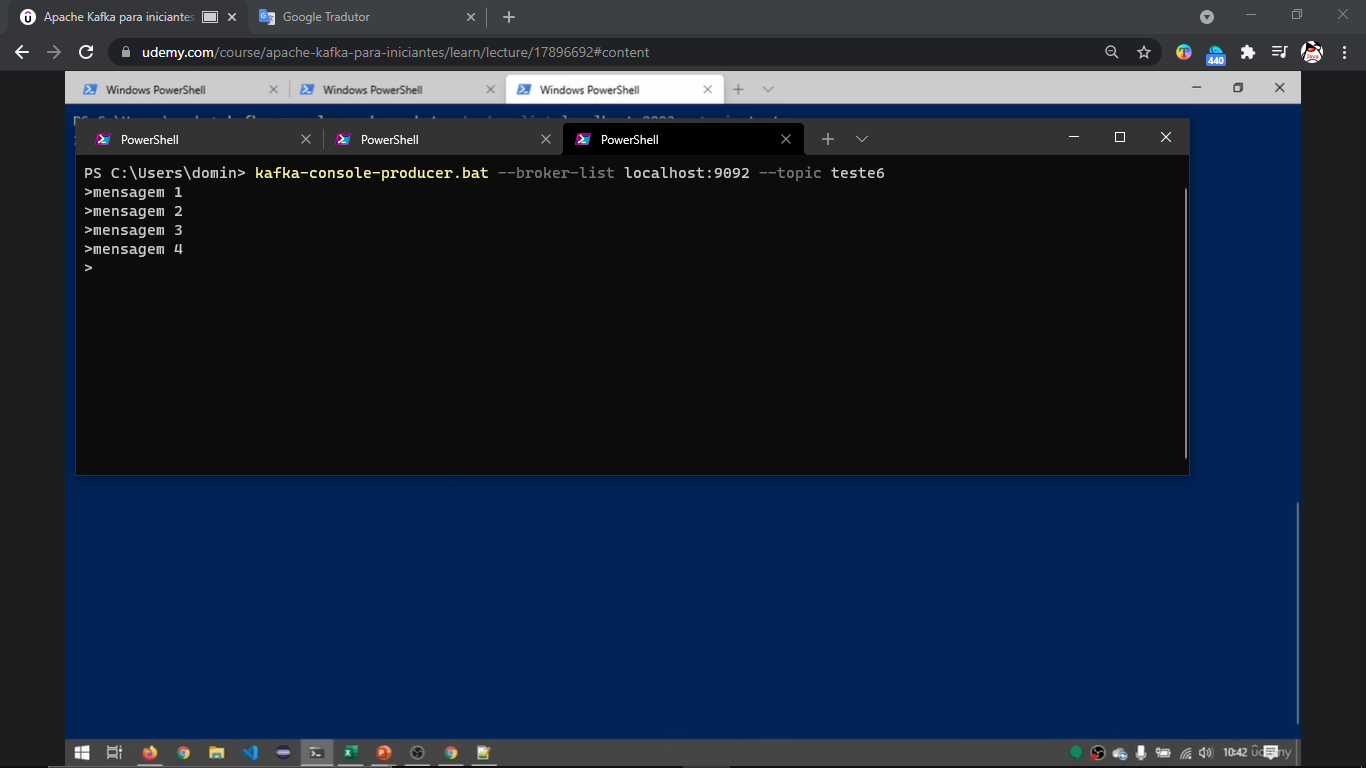 Apache Kafka para iniciantes
Google Tradutor
udemy.com/course/apache-kafka-para-iniciantes/learn/lecture/17896692#content
440
Windows PowerShell
Windows PowerShell
Windows PowerShell
PowerShell
PowerShell
PowerShell
PS C:\Users\domin> kafka-console-producer.bat --broker-list localhost:9092 --topic teste6
>mensagem 1
>mensagem 2
>mensagem 3
>mensagem 4
>
10:42